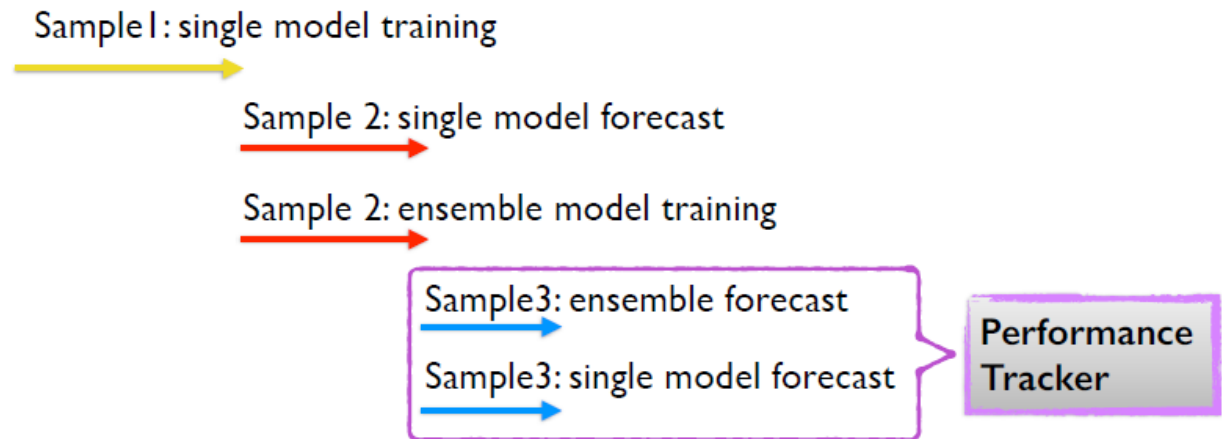 Sample1: single model training
Sample 2: single model forecast
Sample 2: ensemble model training
Sample3: ensemble forecast
Sample3: single model forecast
Performance
Tracker